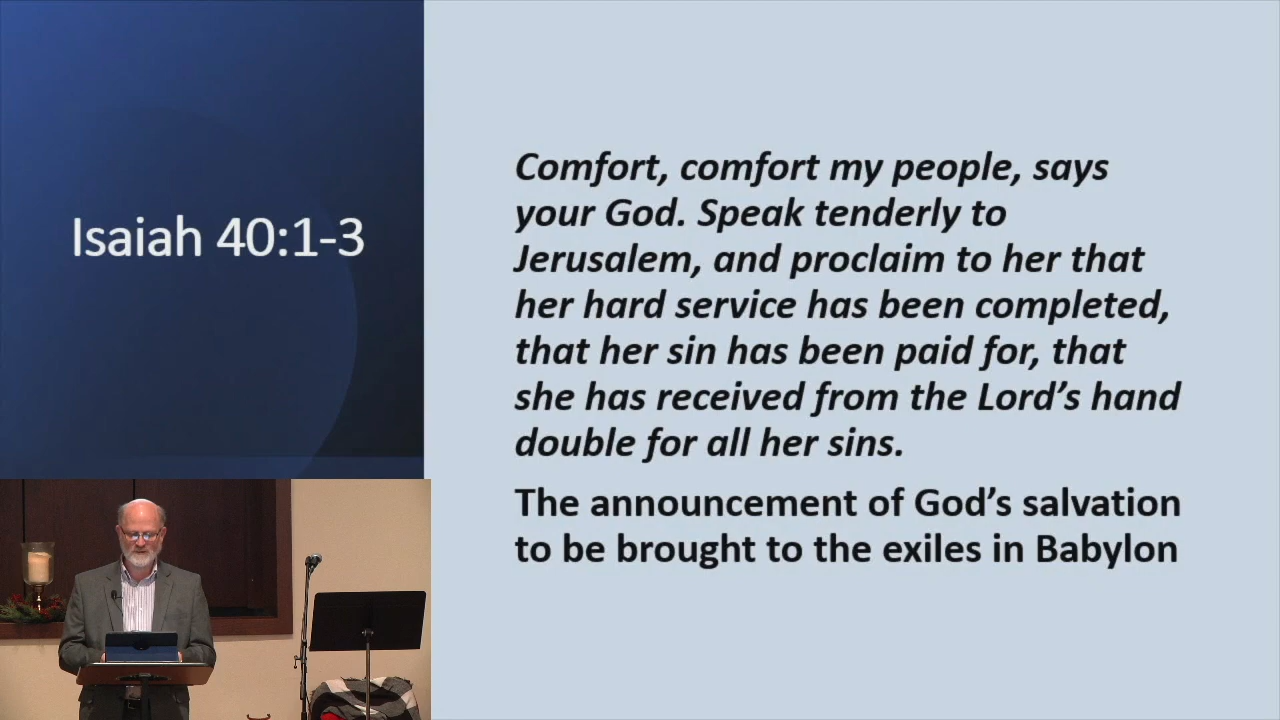 Isaiah 40:1-3
Comfort, comfort my people, says
your God. Speak tenderly to
Jerusalem, and proclaim to her that
her hard service has been completed,
that her sin has been paid for, that
she has received from the Lord’s hand
double for all her sins.
The announcement of God’s salvation
to be brought to the exiles in Babylon